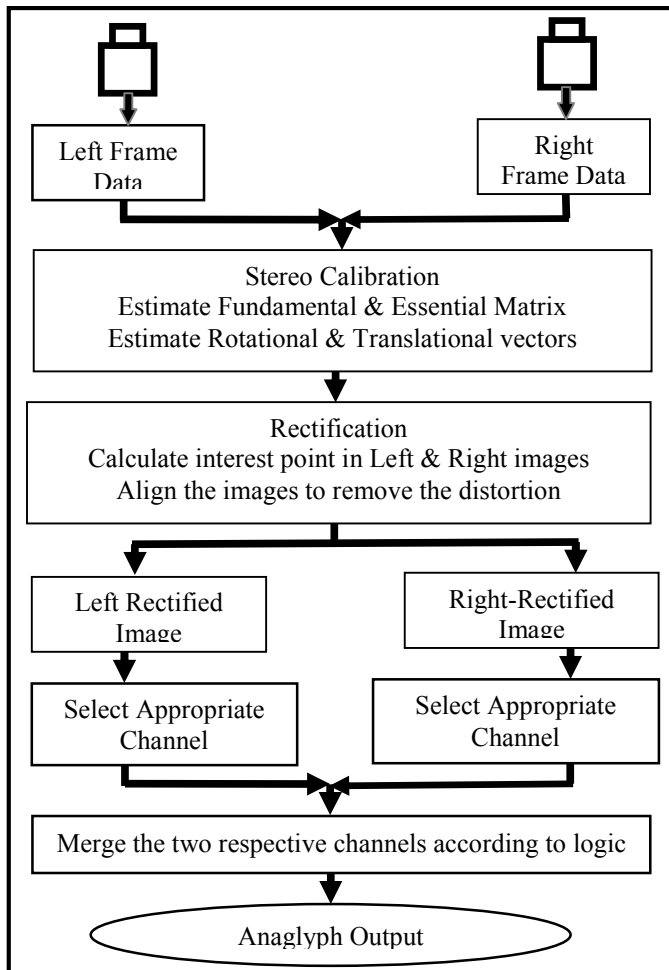 Left Frame
Data
Right
Frame Data
Stereo Calibration
Estimate Fundamental & Essential Matrix
Estimate Rotational & Translational vectors
Rectification
Calculate interest point in Left & Right images
Align the images to remove the distortion
Left Rectified
Image
Right-Rectified
Image
Select Appropriate
Channel
Select Appropriate
Channel
Merge the two respective channels according to logic
Anaglyph Output